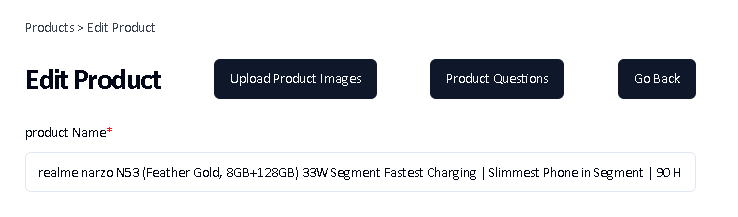 Products > Edit Product
Edit Product
Upload Product Images
Product Questions
Go Back
product Name*
realme narzo N53 (Feather Gold, 8GB+128GB) 33W Segment Fastest Charging | Slimmest Phone in Segment | 90 H